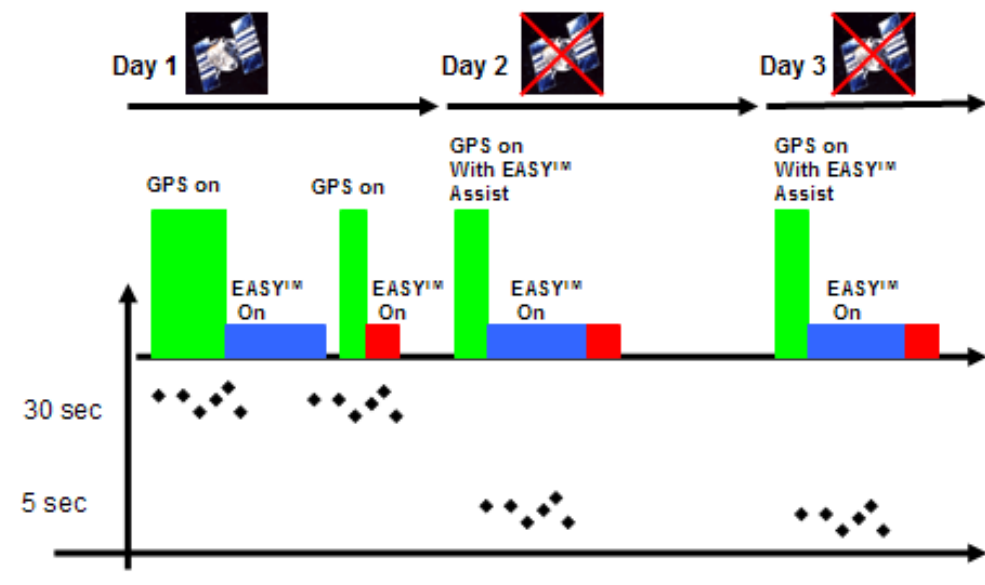 Day 1
Day 2
Day 3
GPS on
GPS on
GPS on
With EASY™
Assist
GPS on
With EASY™
Assist
EASY™
On
EASY™
On
EASY™
On
EASY™
On
30 sec
5 sec